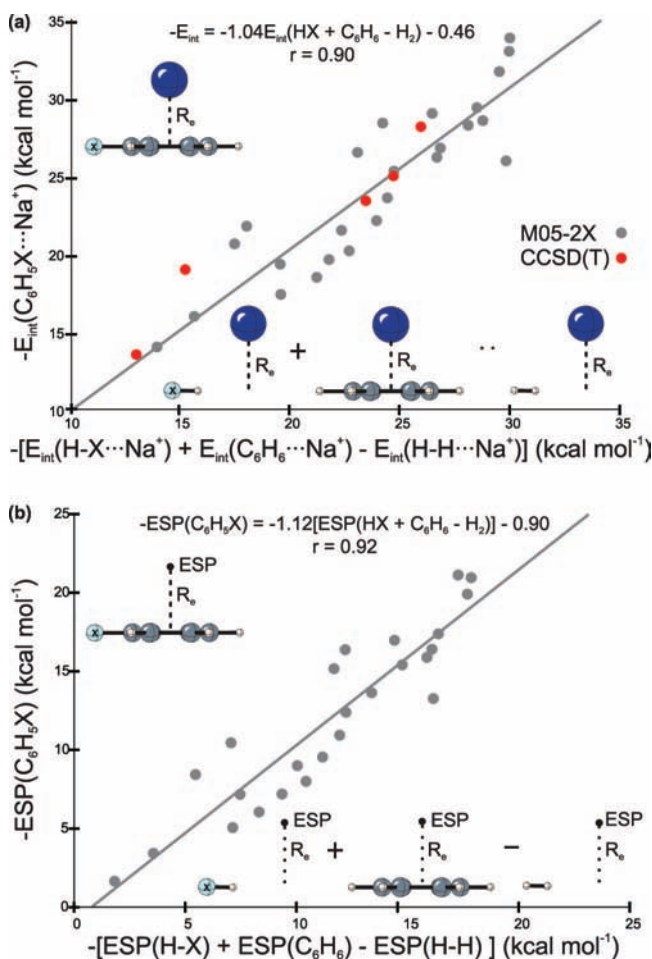 (a)
-E_int = -1.04E_int(HX + C₆H₆ - H₂) - 0.46
r = 0.90
35
30
25
20
15
10
-E_int(C₆H₅X···Na⁺) (kcal mol⁻¹)
R_e
X
M05-2X
CCSD(T)
R_e
+
R_e
··
R_e
X
10
15
20
25
30
35
-[E_int(H-X···Na⁺) + E_int(C₆H₆···Na⁺) - E_int(H-H···Na⁺)] (kcal mol⁻¹)
(b)
-ESP(C₆H₅X) = -1.12[ESP(HX + C₆H₆ - H₂)] - 0.90
r = 0.92
25
20
15
10
5
0
-ESP(C₆H₅X) (kcal mol⁻¹)
ESP
R_e
X
ESP
R_e
+
ESP
R_e
-
ESP
R_e
X
0
5
10
15
20
25
-[ESP(H-X) + ESP(C₆H₆) - ESP(H-H) ] (kcal mol⁻¹)